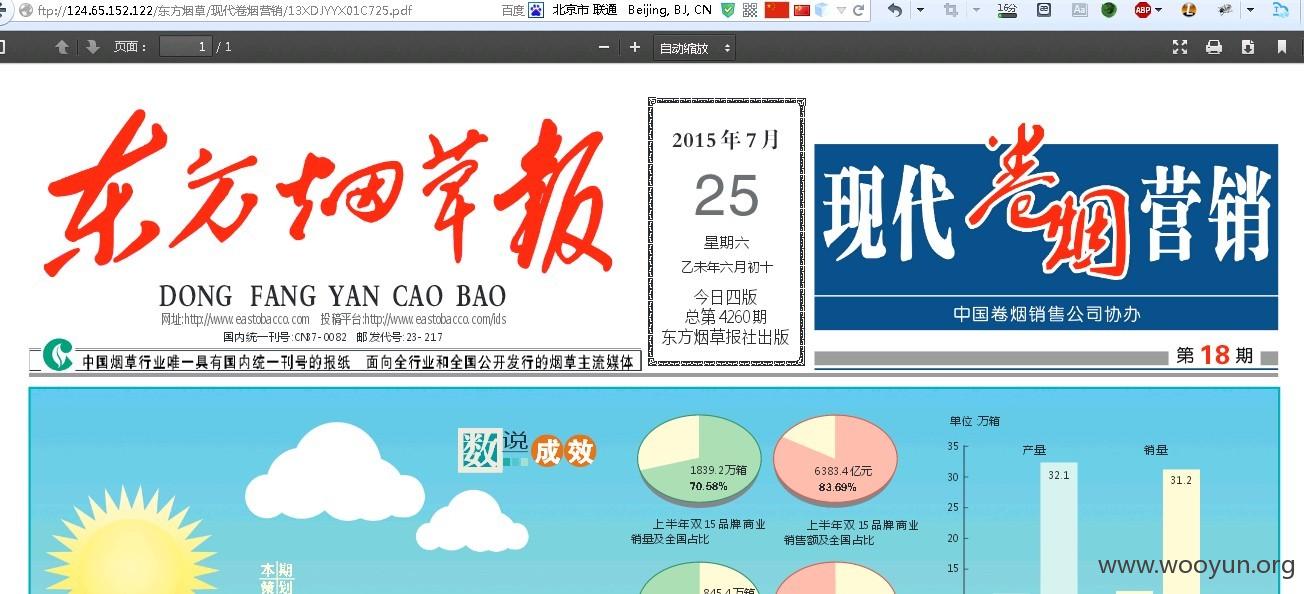 ftp://124.65.152.122/东方烟草/现代卷烟营销/13XDJYYX01C725.pdf
百度 北京市 联通 Beijing, BJ, CN
16分
Aa
ABP
页面： 1 / 1
自动缩放
东方烟草报
DONG FANG YAN CAO BAO
网址:http://www.eastobacco.com 投稿平台:http://www.eastobacco.com/ids
国内统一刊号:CN37-0082 邮发代号:23-217
中国烟草行业唯一具有国内统一刊号的报纸 面向全行业和全国公开发行的烟草主流媒体
2015年7月
25
星期六
乙未年六月初十
今日四版
总第4260期
东方烟草报社出版
现代卷烟营销
中国卷烟销售公司协办
第18期
数说成效
本期
策划
1839.2万箱
70.58%
上半年双15品牌商业
销量及全国占比
6383.4亿元
83.69%
上半年双15品牌商业
销售额及全国占比
845.4万箱
单位:万箱
35
30
25
20
15
产量
32.1
销量
31.2
www.wooyun.org